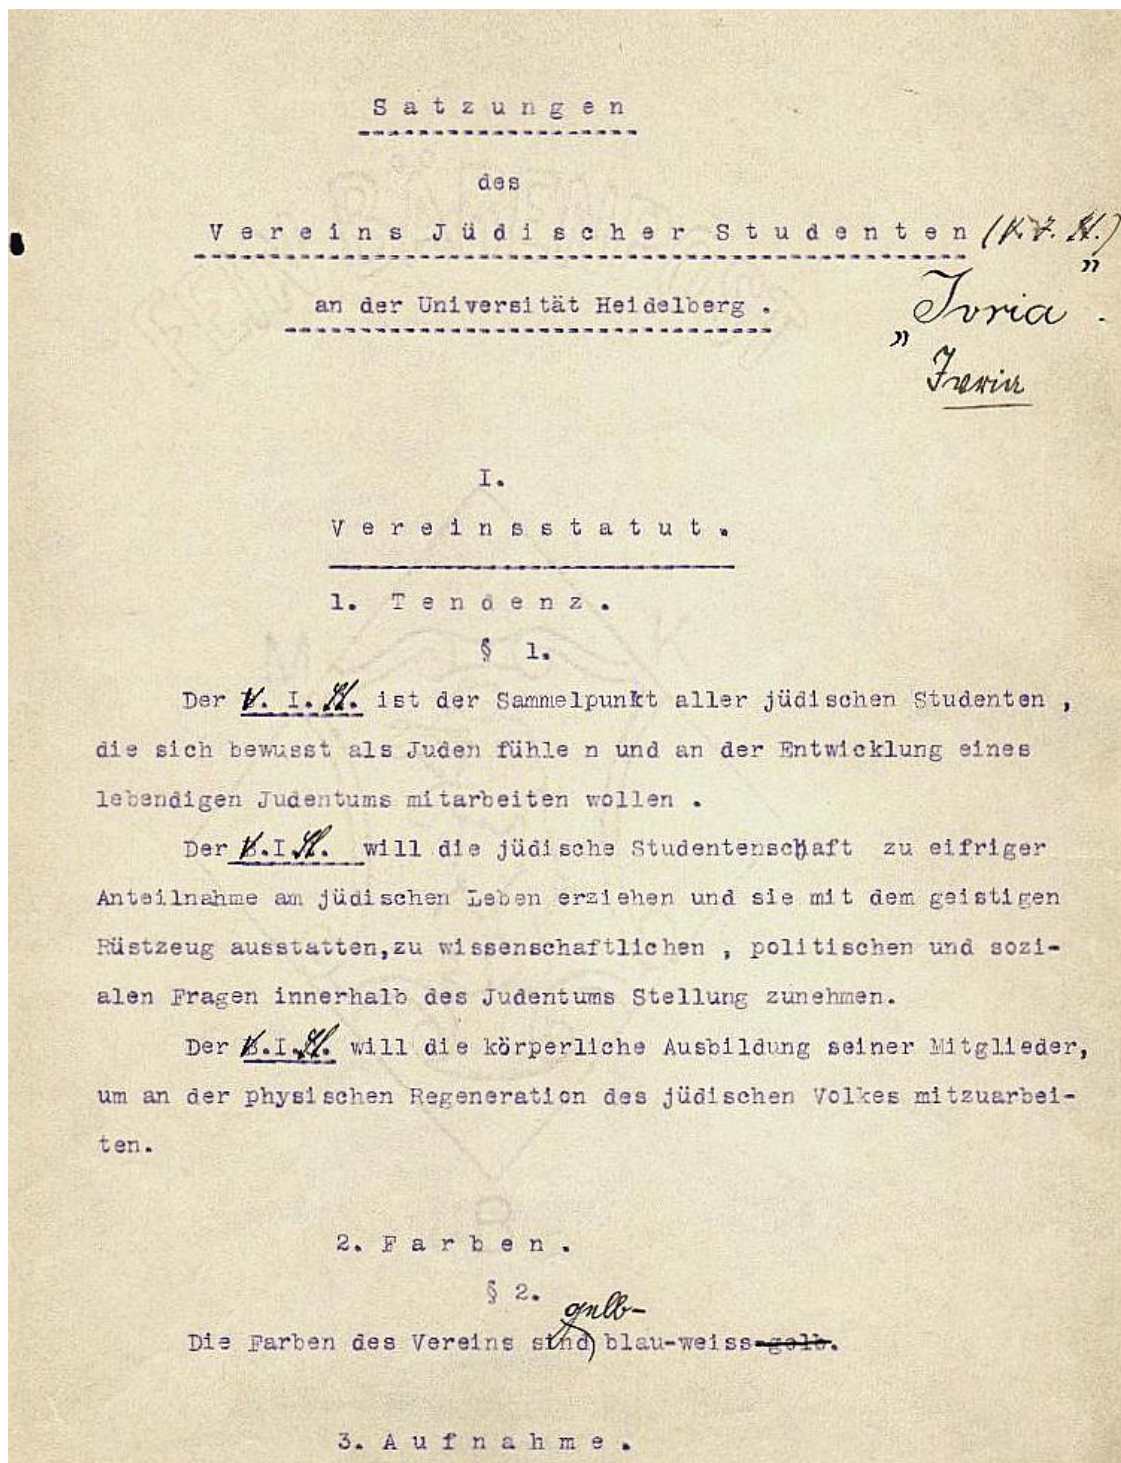 Satzungen
des
Vereins Jüdischer Studenten (V. J. St.)
an der Universität Heidelberg . „Ivria”.
Ivria
I.
Vereinsstatut.
1. Tendenz.
§ 1.
Der V. I. St. ist der Sammelpunkt aller jüdischen Studenten ,
die sich bewusst als Juden fühle n und an der Entwicklung eines
lebendigen Judentums mitarbeiten wollen .
Der V.I.St. will die jüdische Studentenschaft zu eifriger
Anteilnahme am jüdischen Leben erziehen und sie mit dem geistigen
Rüstzeug ausstatten,zu wissenschaftlichen , politischen und sozi-
alen Fragen innerhalb des Judentums Stellung zunehmen.
Der V.I.St. will die körperliche Ausbildung seiner Mitglieder,
um an der physischen Regeneration des jüdischen Volkes mitzuarbei-
ten.
2. Farben.
§ 2.
gelb-
Die Farben des Vereins sind blau-weiss-gelb.
3. Aufnahme.